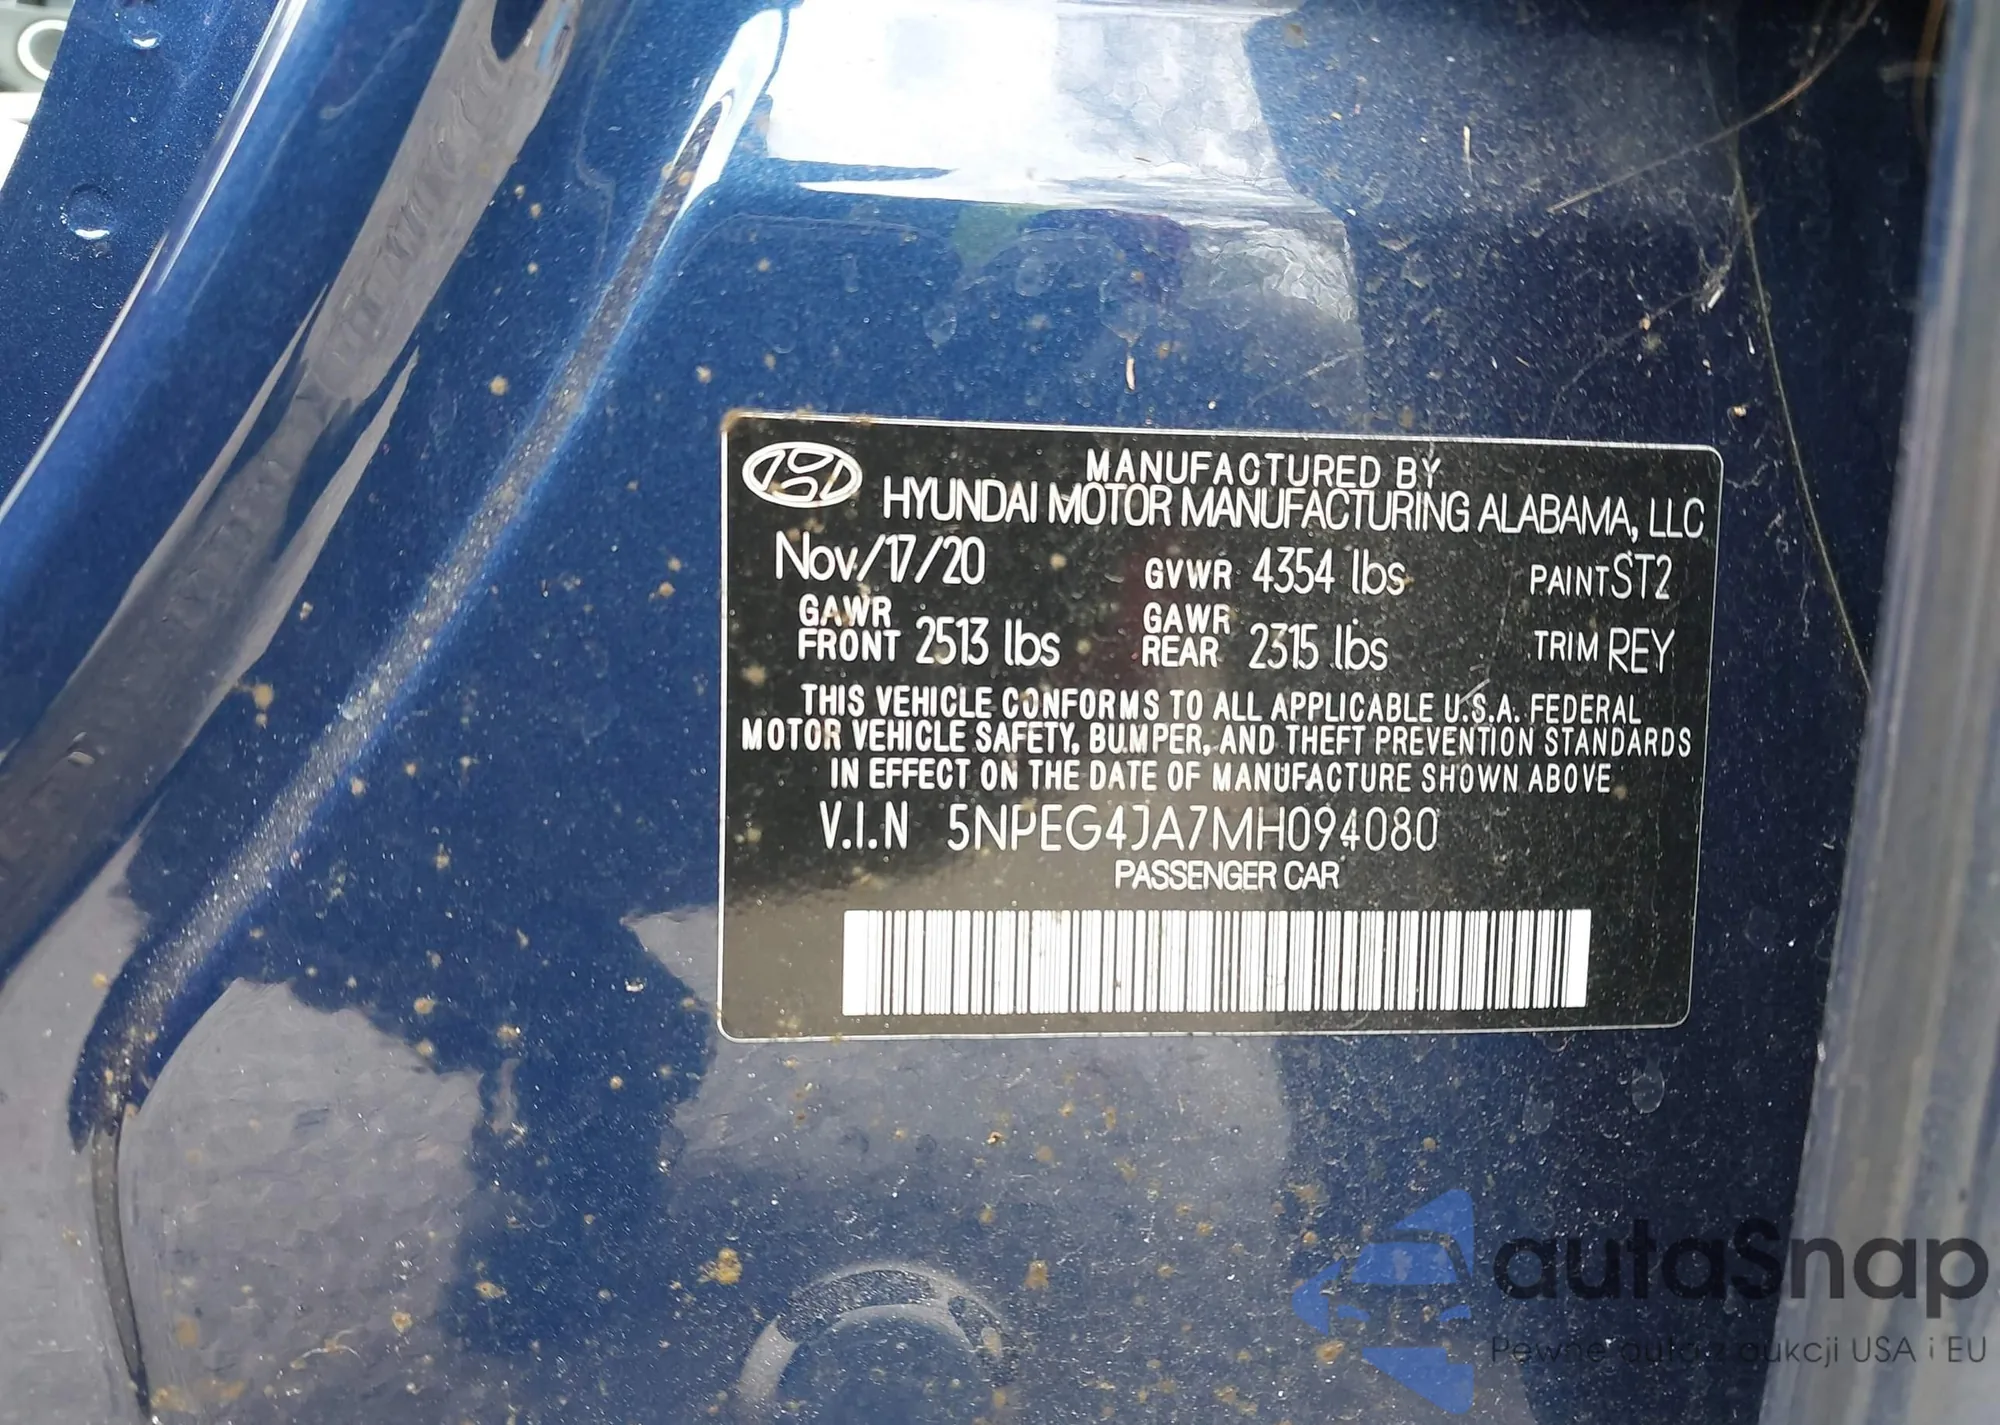 MANUFACTURED BY
HYUNDAI MOTOR MANUFACTURING ALABAMA, LLC
Nov/17/20 GVWR 4354 lbs PAINT ST2
GAWR FRONT 2513 lbs GAWR REAR 2315 lbs TRIM REY
THIS VEHICLE CONFORMS TO ALL APPLICABLE U.S.A. FEDERAL
MOTOR VEHICLE SAFETY, BUMPER, AND THEFT PREVENTION STANDARDS
IN EFFECT ON THE DATE OF MANUFACTURE SHOWN ABOVE
V.I.N 5NPEG4JA7MH094080
PASSENGER CAR
autaSnap
Pewne auta z aukcji USA i EU